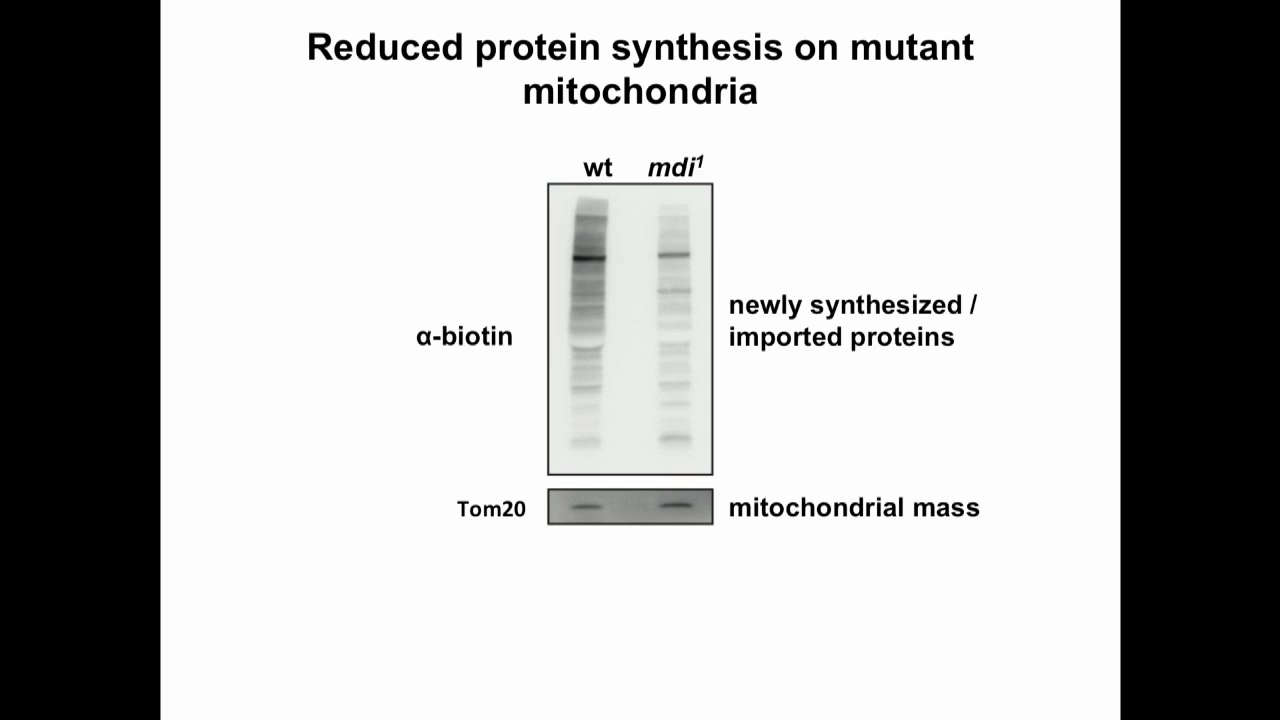 Reduced protein synthesis on mutant
mitochondria
wt mdi¹
α-biotin
newly synthesized /
imported proteins
Tom20
mitochondrial mass